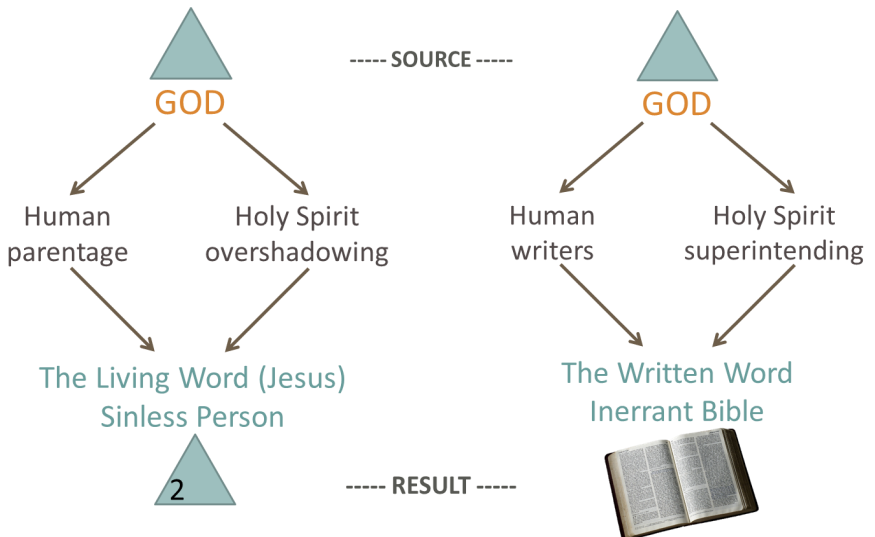 ----- SOURCE -----
GOD
GOD
Human
parentage
Holy Spirit
overshadowing
Human
writers
Holy Spirit
superintending
The Living Word (Jesus)
Sinless Person
The Written Word
Inerrant Bible
2
----- RESULT -----